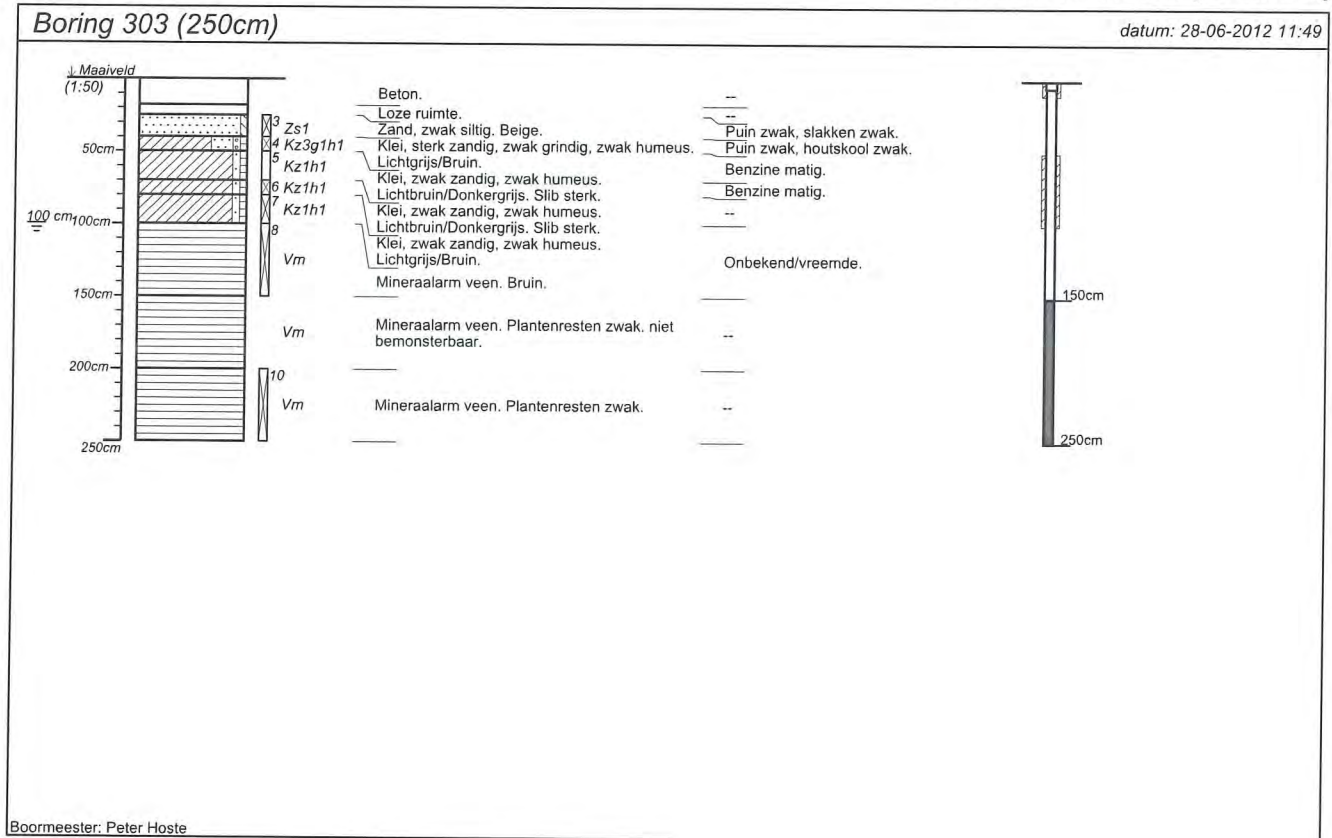 Boring 303 (250cm)
datum: 28-06-2012 11:49
Maaiveld
(1:50)
Beton.
--
Loze ruimte.
--
3 Zs1
Zand, zwak siltig. Beige.
Puin zwak, slakken zwak.
50cm
4 Kz3g1h1
Klei, sterk zandig, zwak grindig, zwak humeus.
Puin zwak, houtskool zwak.
Lichtgrijs/Bruin.
5 Kz1h1
Klei, zwak zandig, zwak humeus.
Benzine matig.
6 Kz1h1
Lichtbruin/Donkergrijs. Slib sterk.
Benzine matig.
7 Kz1h1
Klei, zwak zandig, zwak humeus.
--
100 cm
100cm
Lichtbruin/Donkergrijs. Slib sterk.
8
Klei, zwak zandig, zwak humeus.
Vm
Lichtgrijs/Bruin.
Onbekend/vreemde.
Mineraalarm veen. Bruin.
150cm
150cm
Vm
Mineraalarm veen. Plantenresten zwak. niet
bemonsterbaar.
--
200cm
10
Vm
Mineraalarm veen. Plantenresten zwak.
--
250cm
250cm
Boormeester: Peter Hoste